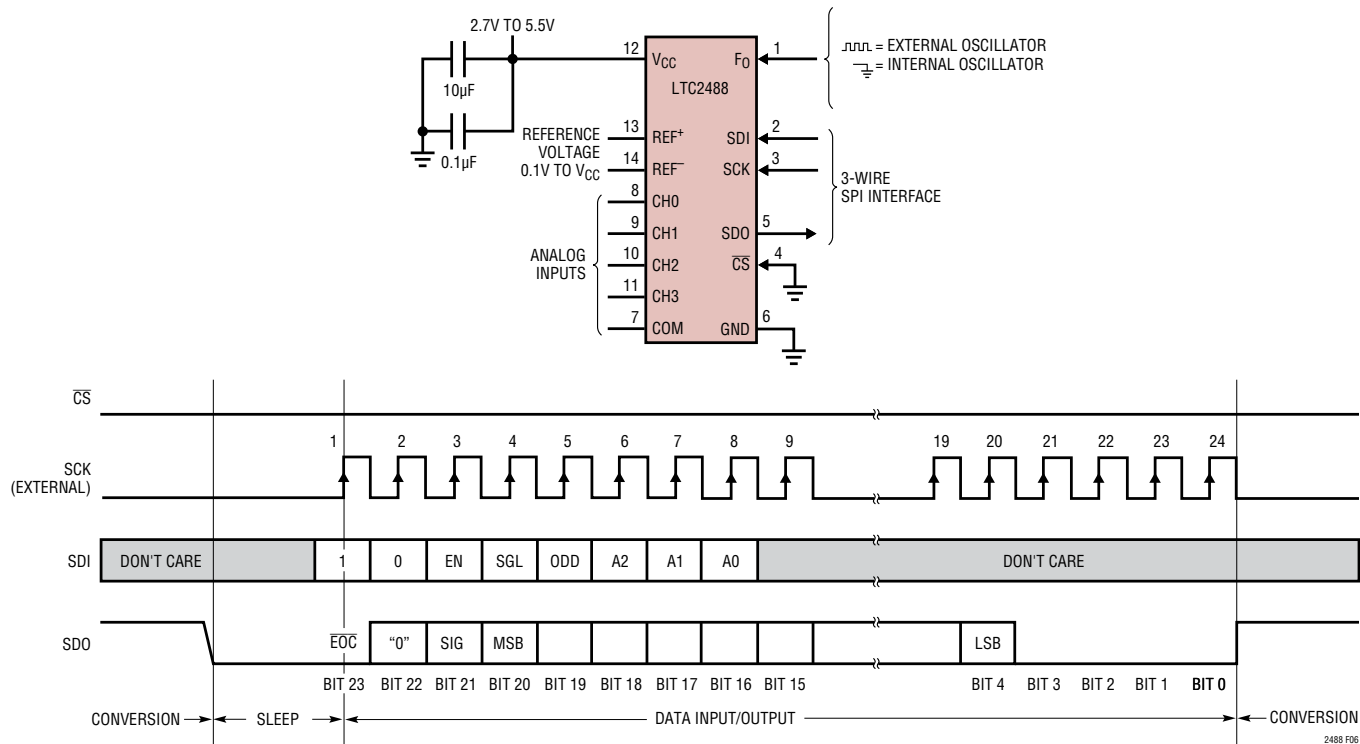 2.7V TO 5.5V
10µF
0.1µF
REFERENCE
VOLTAGE
0.1V TO VCC
ANALOG
INPUTS
12
13
14
8
9
10
11
7
VCC
LTC2488
REF+
REF–
CH0
CH1
CH2
CH3
COM
FO
SDI
SCK
SDO
CS
GND
1
2
3
5
4
6
= EXTERNAL OSCILLATOR
= INTERNAL OSCILLATOR
3-WIRE
SPI INTERFACE
CS
SCK
(EXTERNAL)
1 2 3 4 5 6 7 8 9 19 20 21 22 23 24
SDI DON'T CARE 1 0 EN SGL ODD A2 A1 A0 DON'T CARE
SDO EOC “0” SIG MSB LSB
BIT 23 BIT 22 BIT 21 BIT 20 BIT 19 BIT 18 BIT 17 BIT 16 BIT 15 BIT 4 BIT 3 BIT 2 BIT 1 BIT 0
CONVERSION SLEEP DATA INPUT/OUTPUT CONVERSION
2488 F06